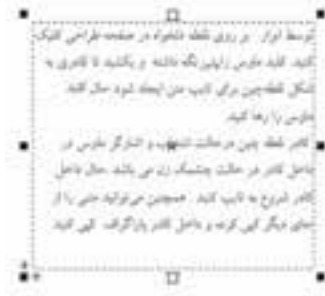 توسط ابزار بر روی نقطه دلخواه در صفحه طراحی کلیک
کنید. کلید ماوس را پایین نگه داشته و بکشید تا کادری به
شکل نقطه‌چین برای تایپ متن ایجاد شود حال کلید
ماوس را رها کنید.
کادر نقطه چین در حالت انتخاب و اشارگر ماوس در
داخل کادر در حالت چشمک زن می باشد. حال داخل
کادر شروع به تایپ کنید. همچنین می‌توانید متنی را از
جای دیگر کپی کرده و داخل کادر پاراگراف کپی کنید